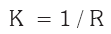 K = 1 / R